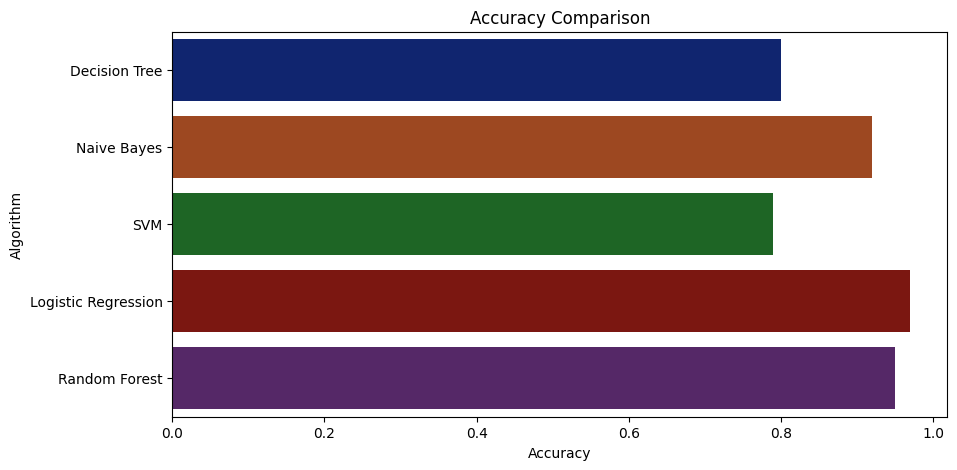 Accuracy Comparison
Decision Tree
Naive Bayes
SVM
Logistic Regression
Random Forest
Algorithm
0.0 0.2 0.4 0.6 0.8 1.0
Accuracy